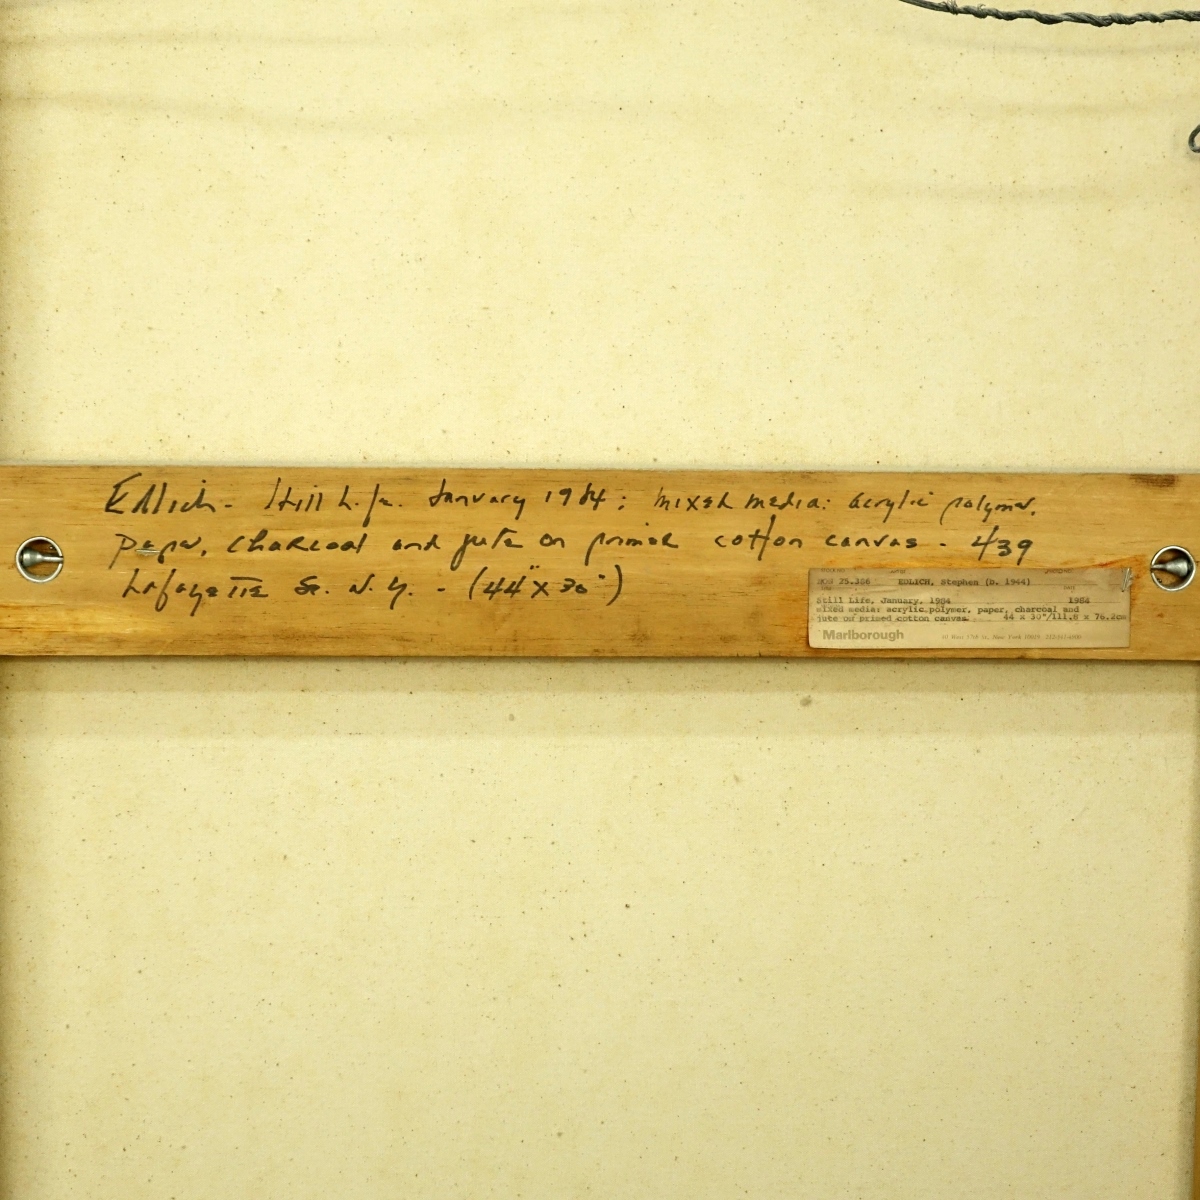 Edlich - Still Life. January 1984; mixed media: acrylic polymer,
paper, charcoal and jute on primed cotton canvas - 439
Lafayette St. N.Y. - (44" x 30")
25.386 EDLICH, Stephen (b. 1944)
Still Life, January, 1984 1984
mixed media: acrylic polymer, paper, charcoal and
jute on primed cotton canvas 44 x 30"/111.8 x 76.2cm
Marlborough